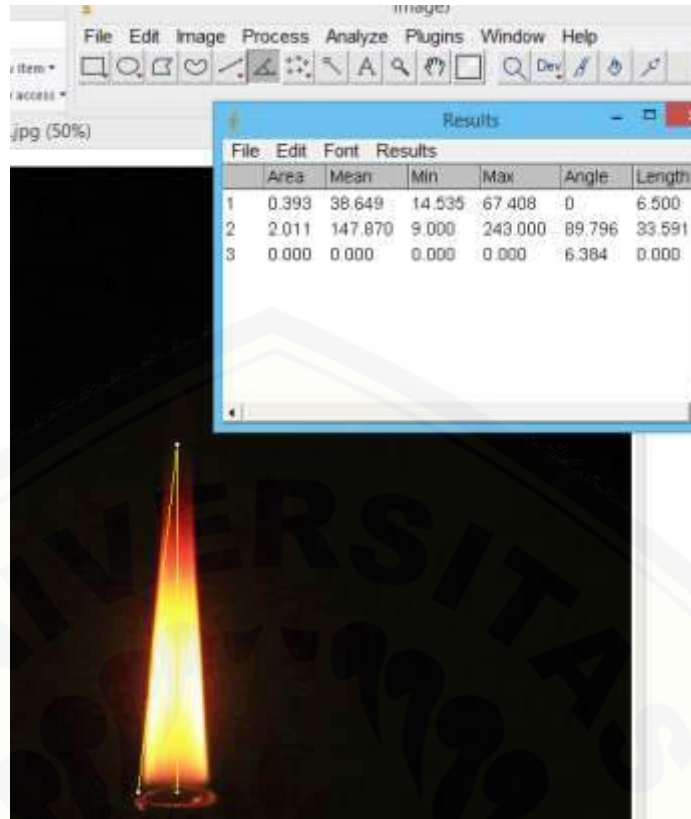 ImageJ
File Edit Image Process Analyze Plugins Window Help
item
A Dev
access
.jpg (50%)
Results
File Edit Font Results
Area Mean Min Max Angle Length
1 0.393 38.649 14.535 67.408 0 6.500
2 2.011 147.870 9.000 243.000 89.796 33.591
3 0.000 0.000 0.000 0.000 6.384 0.000
UNIVERSITAS